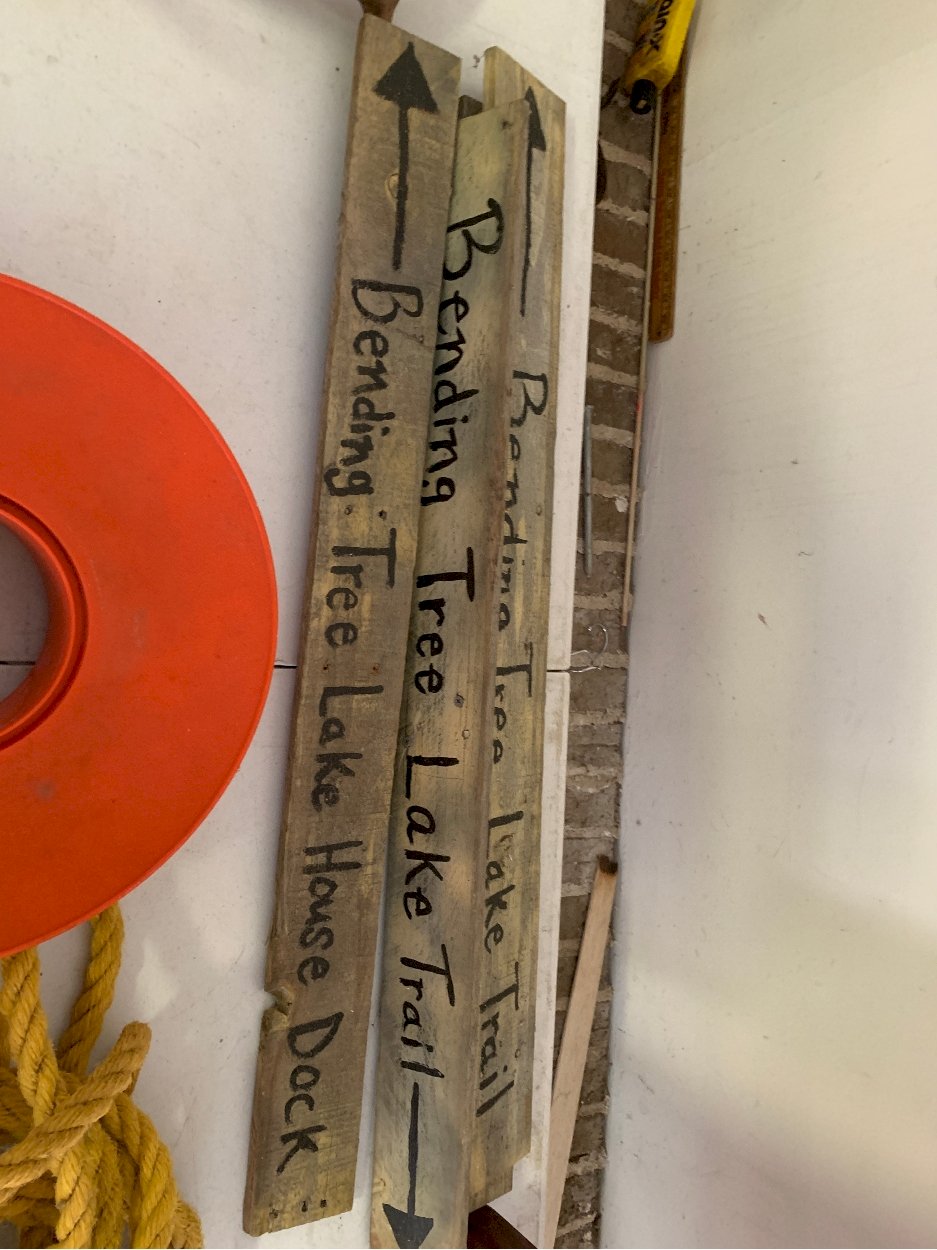 Bending Tree Lake Trail
Bending Tree Lake Trail
Bending Tree Lake House Dock